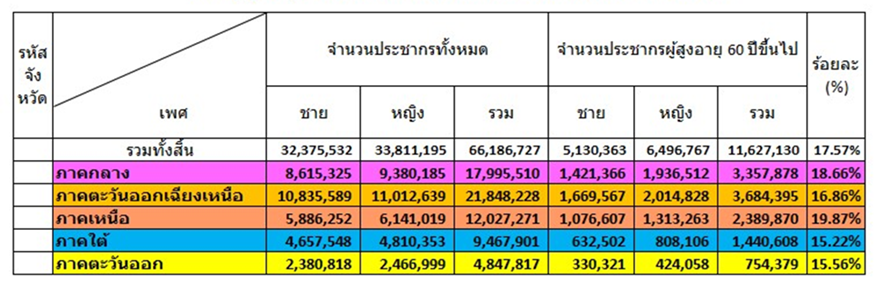 รหัสจังหวัด เพศ จำนวนประชากรทั้งหมด จำนวนประชากรผู้สูงอายุ 60 ปีขึ้นไป ร้อยละ (%)
ชาย หญิง รวม ชาย หญิง รวม
รวมทั้งสิ้น 32,375,532 33,811,195 66,186,727 5,130,363 6,496,767 11,627,130 17.57%
ภาคกลาง 8,615,325 9,380,185 17,995,510 1,421,366 1,936,512 3,357,878 18.66%
ภาคตะวันออกเฉียงเหนือ 10,835,589 11,012,639 21,848,228 1,669,567 2,014,828 3,684,395 16.86%
ภาคเหนือ 5,886,252 6,141,019 12,027,271 1,076,607 1,313,263 2,389,870 19.87%
ภาคใต้ 4,657,548 4,810,353 9,467,901 632,502 808,106 1,440,608 15.22%
ภาคตะวันออก 2,380,818 2,466,999 4,847,817 330,321 424,058 754,379 15.56%